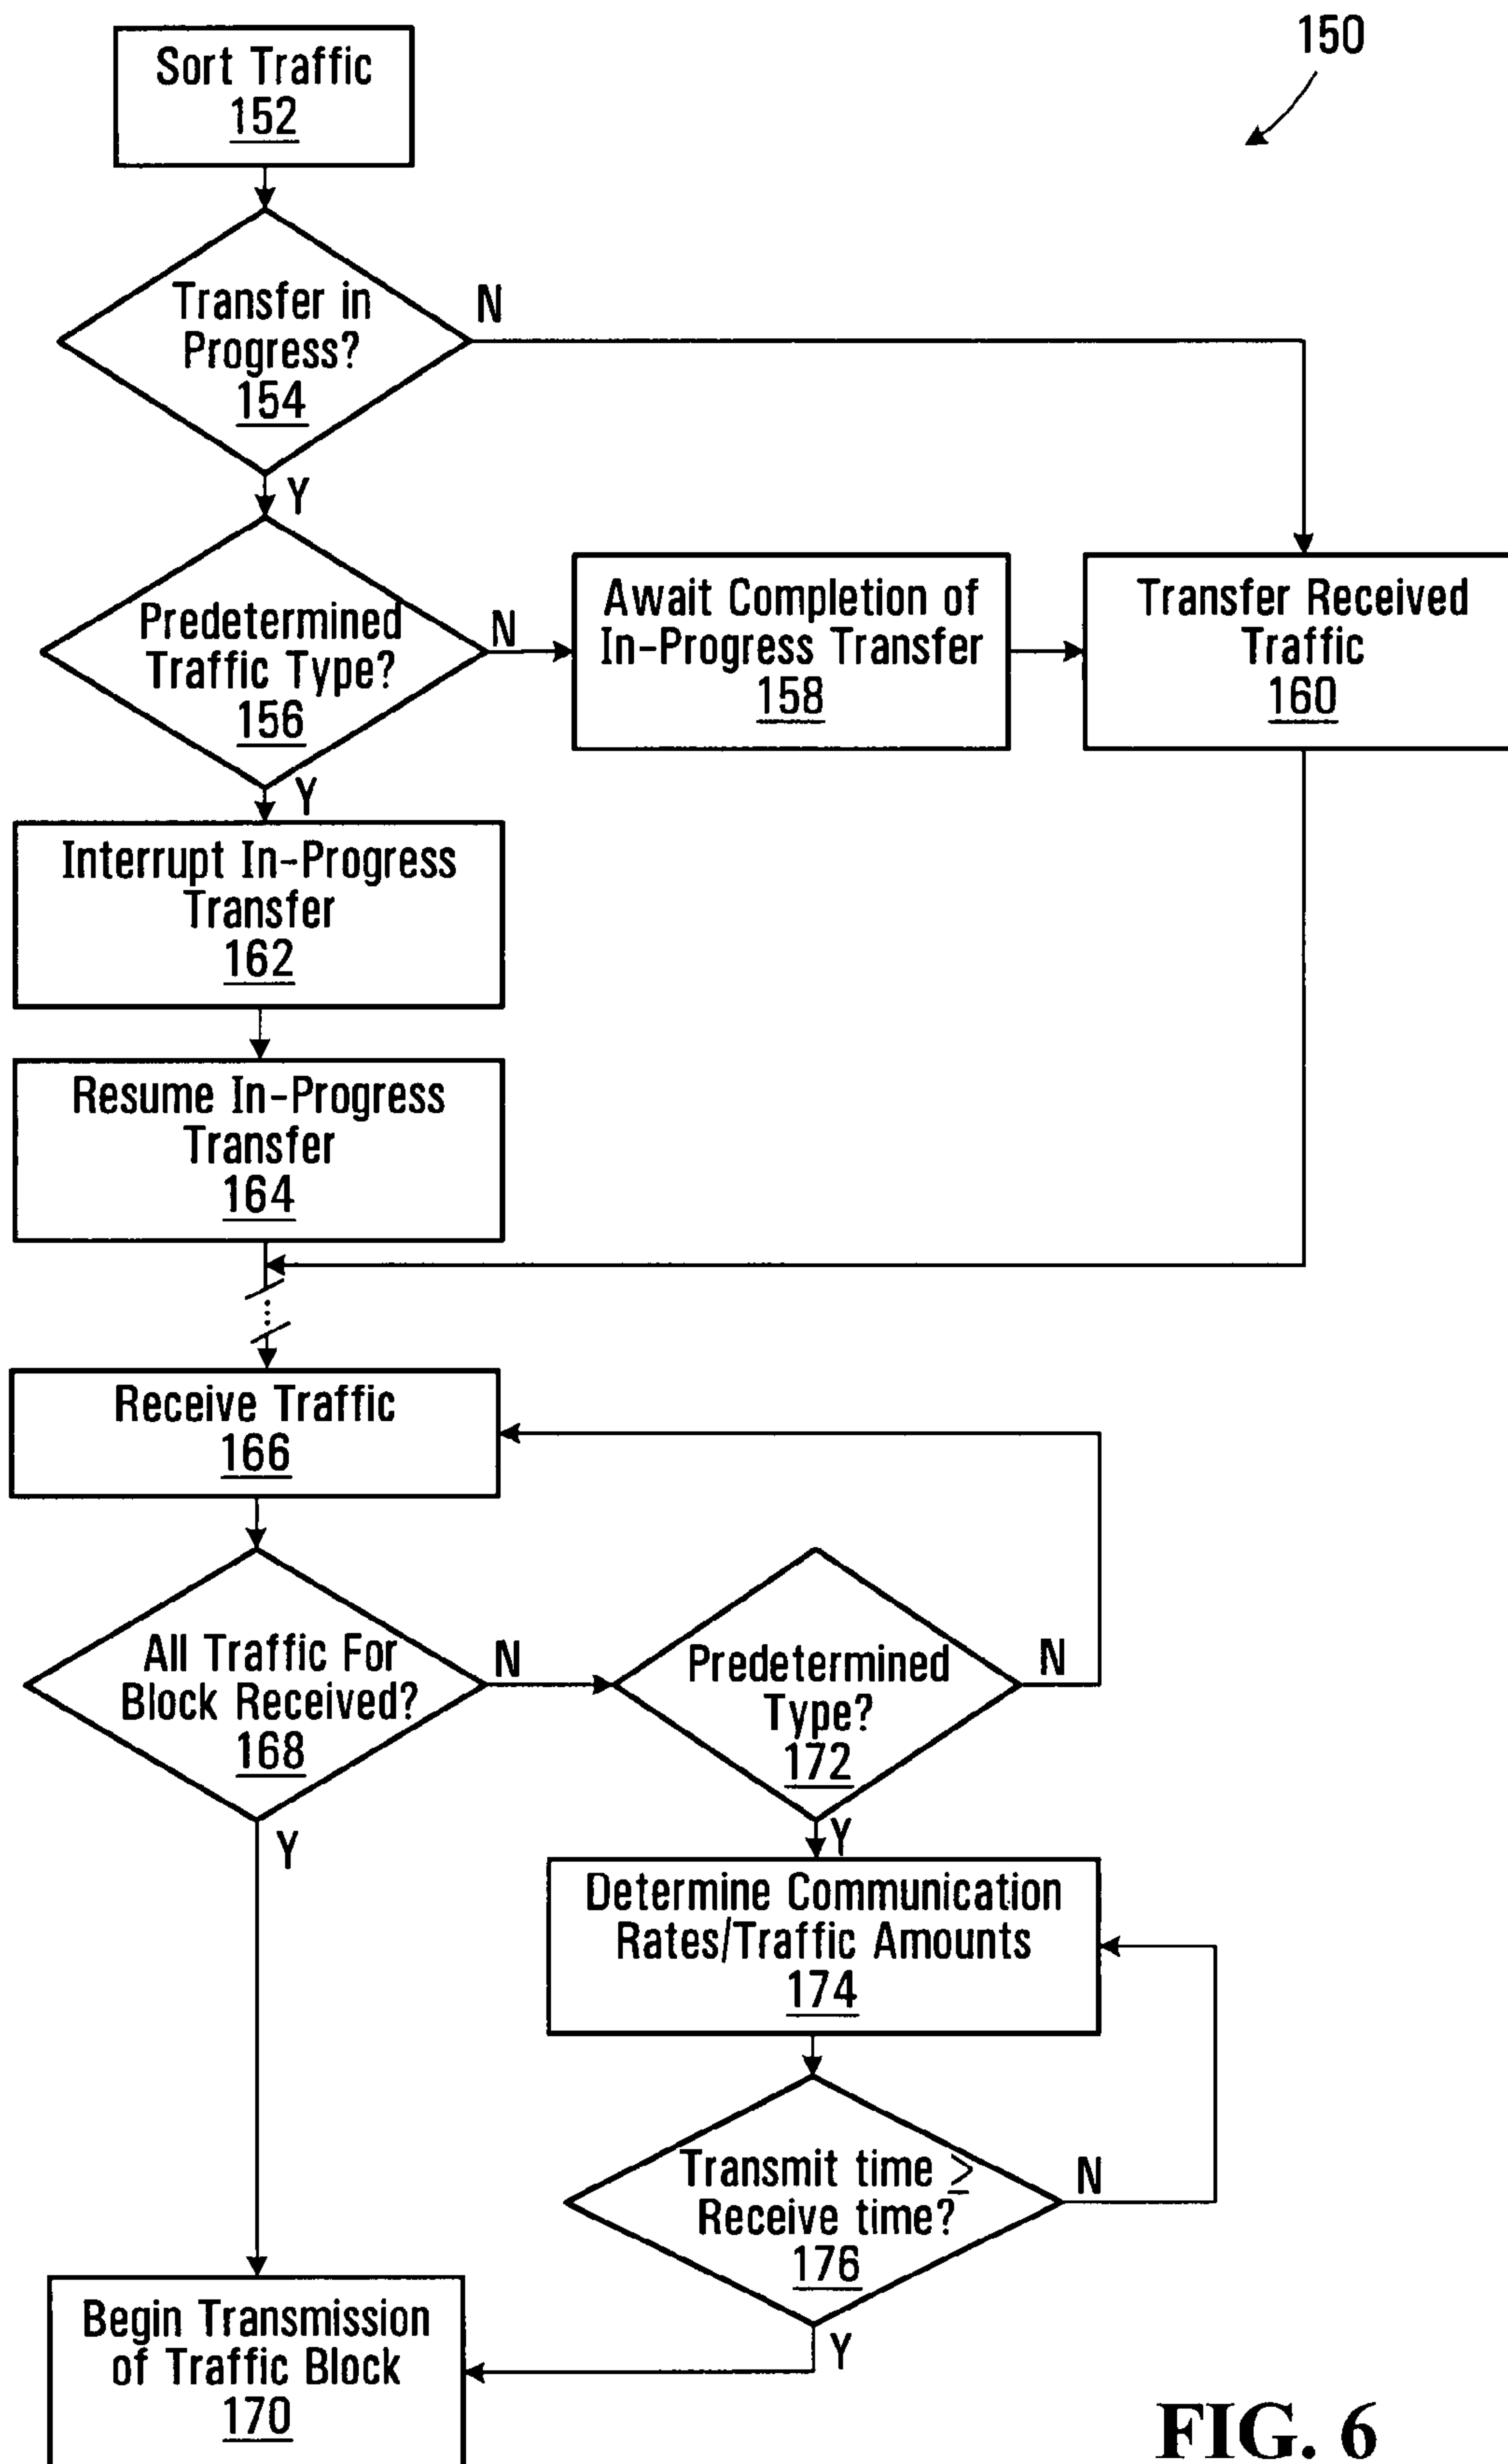 150
Sort Traffic
152
Transfer in
Progress?
154
N
Y
Predetermined
Traffic Type?
156
N
Await Completion of
In-Progress Transfer
158
Transfer Received
Traffic
160
Y
Interrupt In-Progress
Transfer
162
Resume In-Progress
Transfer
164
Receive Traffic
166
All Traffic For
Block Received?
168
N
Predetermined
Type?
172
N
Y
Y
Determine Communication
Rates/Traffic Amounts
174
Transmit time ≥
Receive time?
176
N
Y
Begin Transmission
of Traffic Block
170
FIG. 6